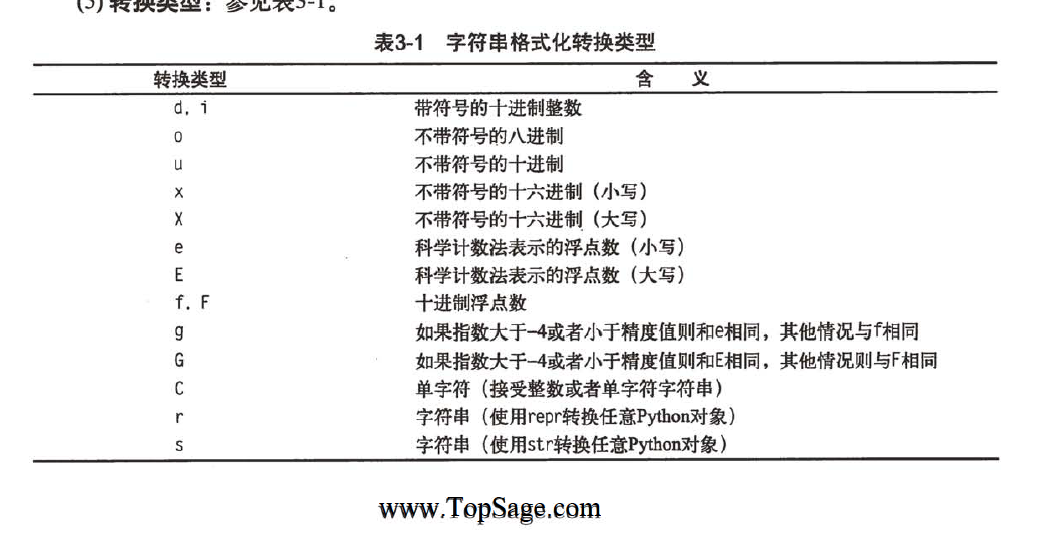 (5) 转换类型：参见表3-1。
表3-1 字符串格式化转换类型
转换类型 含 义
d，i 带符号的十进制整数
o 不带符号的八进制
u 不带符号的十进制
x 不带符号的十六进制（小写）
X 不带符号的十六进制（大写）
e 科学计数法表示的浮点数（小写）
E 科学计数法表示的浮点数（大写）
f，F 十进制浮点数
g 如果指数大于–4或者小于精度值则和e相同，其他情况与f相同
G 如果指数大于–4或者小于精度值则和E相同，其他情况则与F相同
C 单字符（接受整数或者单字符字符串）
r 字符串（使用repr转换任意Python对象）
s 字符串（使用str转换任意Python对象）
www.TopSage.com